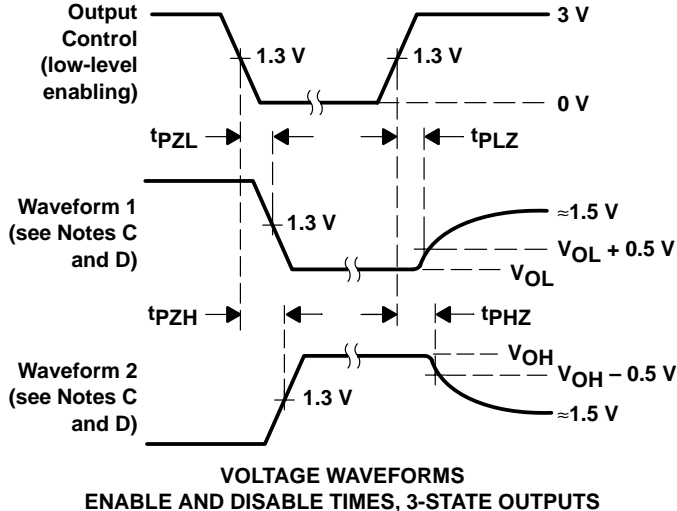 Output
Control
(low-level
enabling)
1.3 V
1.3 V
3 V
0 V
tPZL
tPLZ
Waveform 1
(see Notes C
and D)
1.3 V
≈1.5 V
VOL + 0.5 V
VOL
tPZH
tPHZ
Waveform 2
(see Notes C
and D)
1.3 V
VOH
VOH – 0.5 V
≈1.5 V
VOLTAGE WAVEFORMS
ENABLE AND DISABLE TIMES, 3-STATE OUTPUTS